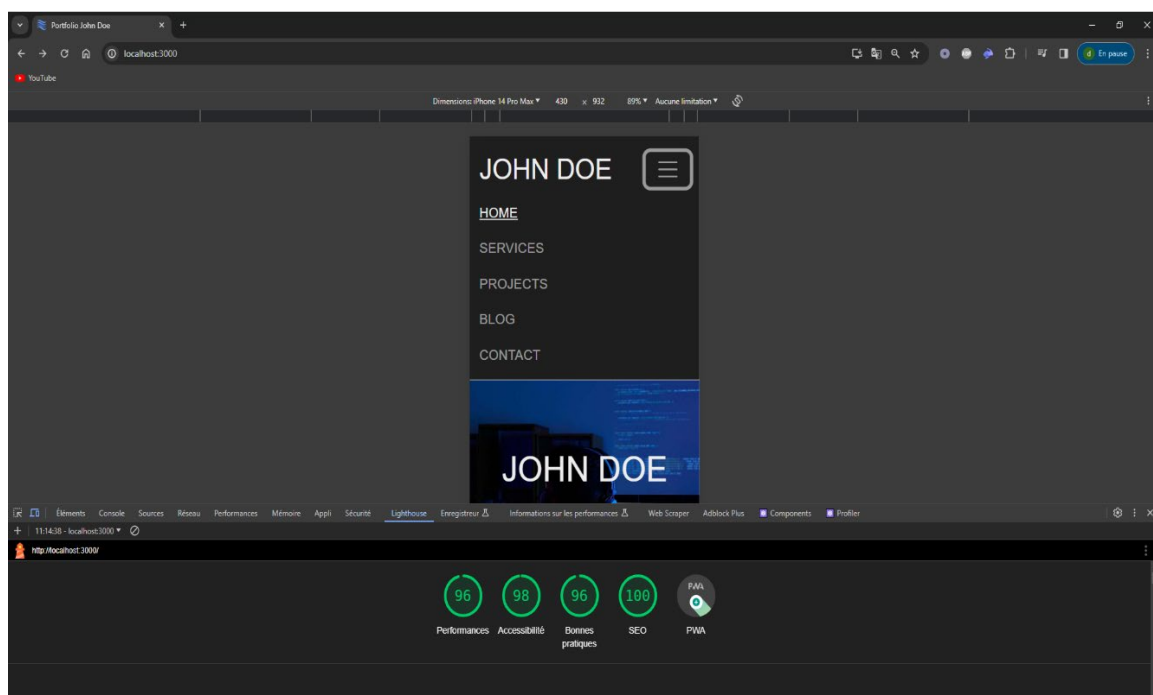 Portfolio John Doe
localhost:3000
d En pause
YouTube
Dimensions: iPhone 14 Pro Max 430 × 932 89% Aucune limitation
JOHN DOE
HOME
SERVICES
PROJECTS
BLOG
CONTACT
JOHN DOE
Éléments Console Sources Réseau Performances Mémoire Appli Sécurité Lighthouse Enregistreur Informations sur les performances Web Scraper Adblock Plus Components Profiler
11:14:38 - localhost:3000
http://localhost:3000/
96 98 96 100 PWA
Performances Accessibilité Bonnes pratiques SEO PWA